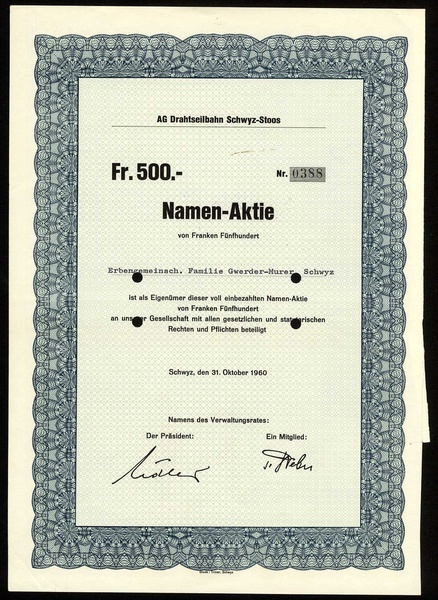 AG Drahtseilbahn Schwyz-Stoos
Fr. 500.- Nr. 0388
Namen-Aktie
von Franken Fünfhundert
Erbengemeinsch. Familie Gwerder-Murer, Schwyz
ist als Eigenümer dieser voll einbezahlten Namen-Aktie
von Franken Fünfhundert
an unserer Gesellschaft mit allen gesetzlichen und statutarischen
Rechten und Pflichten beteiligt
Schwyz, den 31. Oktober 1960
Namens des Verwaltungsrates:
Der Präsident: Ein Mitglied: